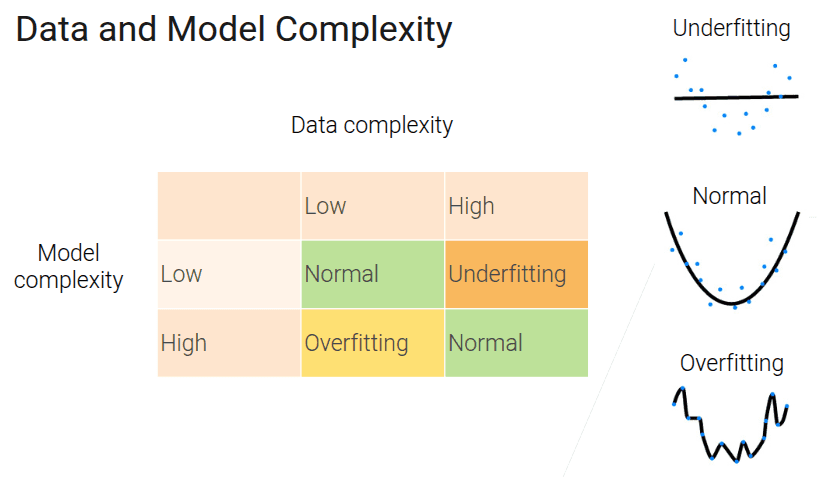 Data and Model Complexity
Underfitting
Data complexity
Low
High
Normal
Model
complexity
Low
Normal
Underfitting
High
Overfitting
Normal
Overfitting